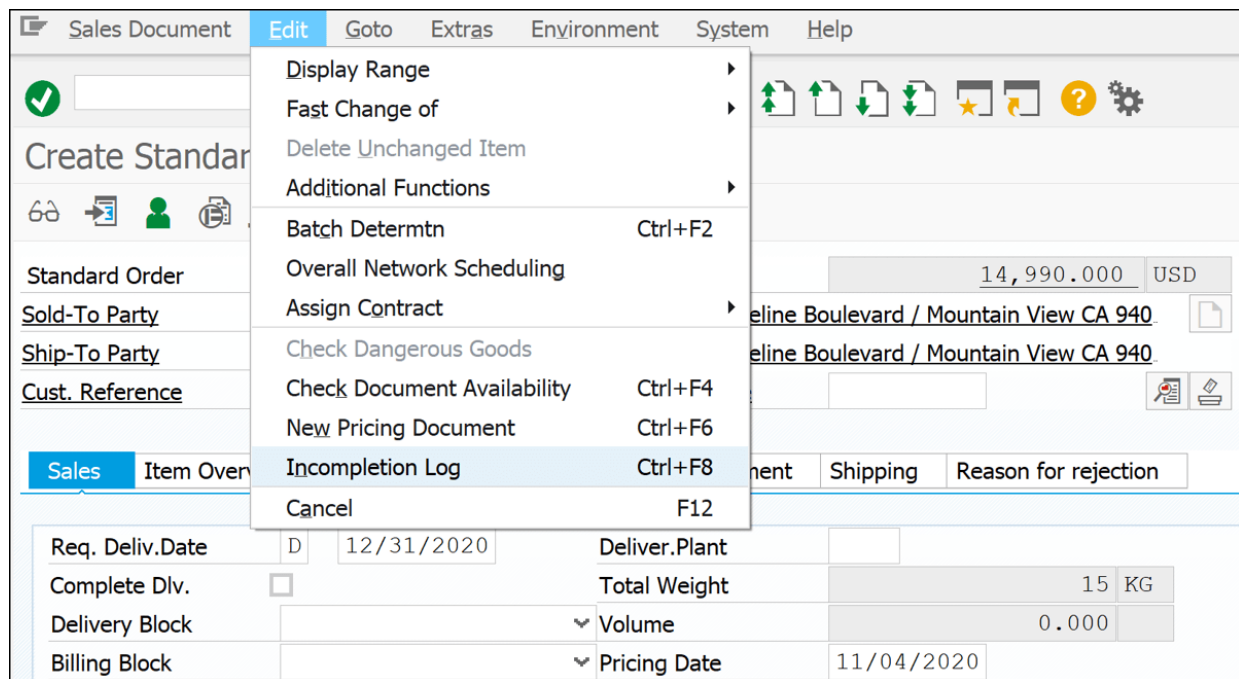 Sales Document Edit Goto Extras Environment System Help
Display Range
Fast Change of
?
Create Standar
Delete Unchanged Item
Additional Functions
Batch Determtn Ctrl+F2
Overall Network Scheduling
Standard Order 14,990.000 USD
Assign Contract
Sold-To Party eline Boulevard / Mountain View CA 940
Check Dangerous Goods
Ship-To Party eline Boulevard / Mountain View CA 940
Check Document Availability Ctrl+F4
Cust. Reference
New Pricing Document Ctrl+F6
Incompletion Log Ctrl+F8
Sales Item Overv ment Shipping Reason for rejection
Cancel F12
Req. Deliv.Date D 12/31/2020 Deliver.Plant
Complete Dlv. Total Weight 15 KG
Delivery Block Volume 0.000
Billing Block Pricing Date 11/04/2020